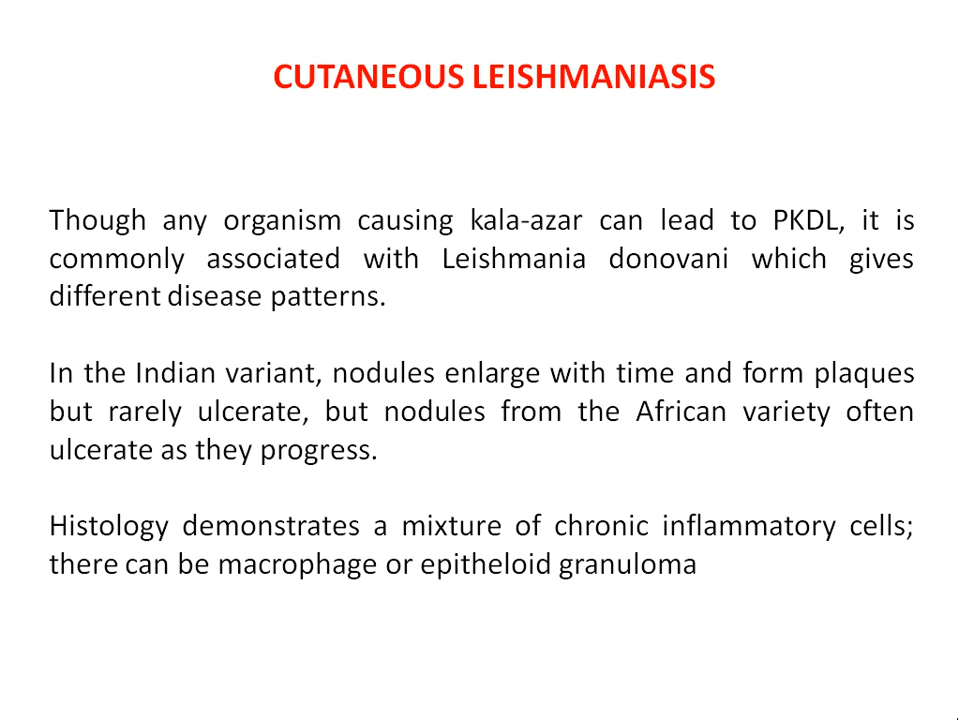 CUTANEOUS LEISHMANIASIS
Though any organism causing kala-azar can lead to PKDL, it is
commonly associated with Leishmania donovani which gives
different disease patterns.
In the Indian variant, nodules enlarge with time and form plaques
but rarely ulcerate, but nodules from the African variety often
ulcerate as they progress.
Histology demonstrates a mixture of chronic inflammatory cells;
there can be macrophage or epitheloid granuloma